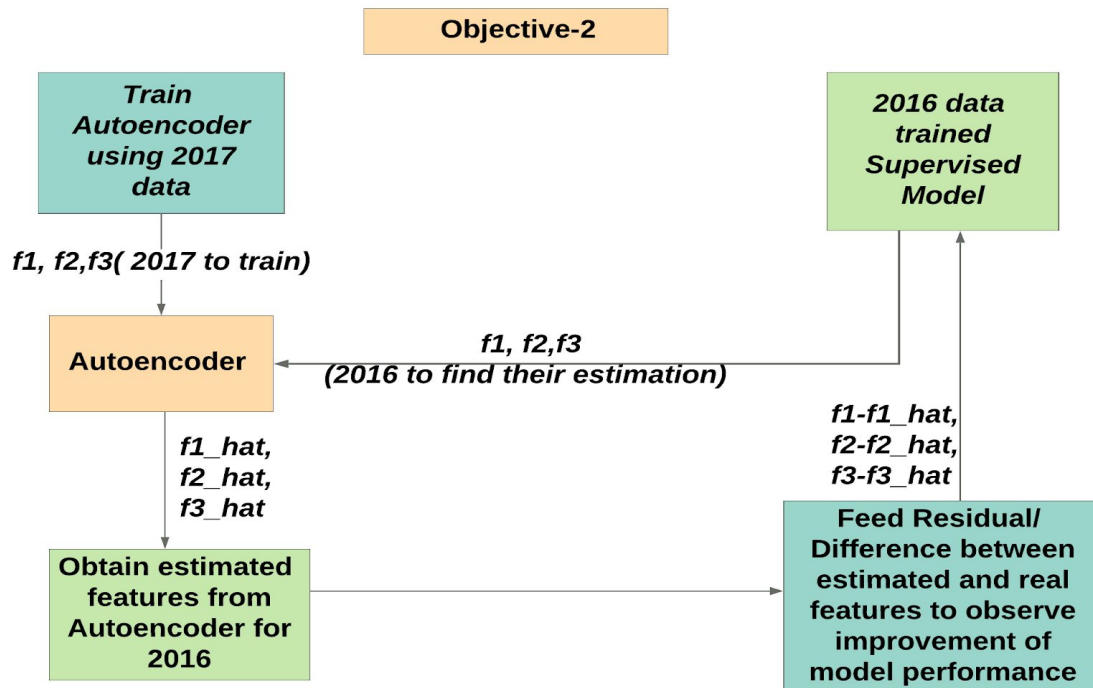 Objective-2
Train
Autoencoder
using 2017
data
2016 data
trained
Supervised
Model
f1, f2,f3( 2017 to train)
Autoencoder
f1, f2,f3
(2016 to find their estimation)
f1_hat,
f2_hat,
f3_hat
f1-f1_hat,
f2-f2_hat,
f3-f3_hat
Obtain estimated
features from
Autoencoder for
2016
Feed Residual/
Difference between
estimated and real
features to observe
improvement of
model performance